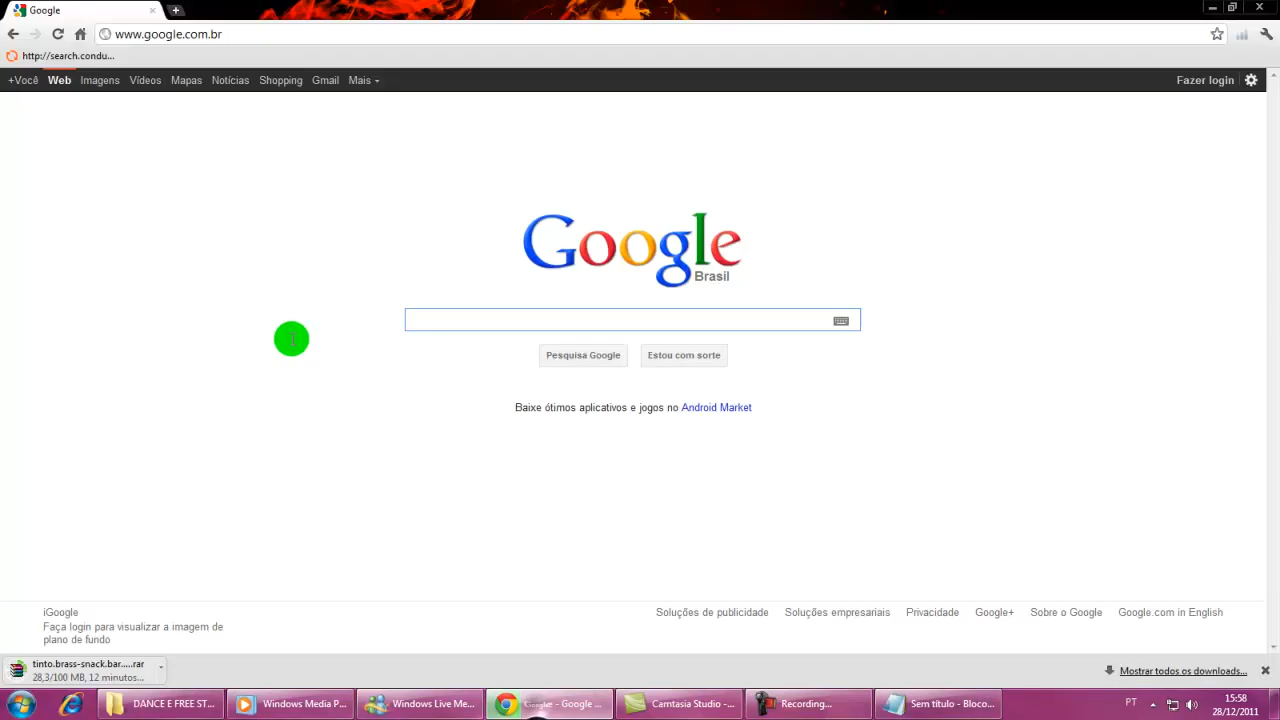 Google
www.google.com.br
http://search.condu...
+Você Web Imagens Vídeos Mapas Notícias Shopping Gmail Mais Fazer login
Google
Brasil
Pesquisa Google Estou com sorte
Baixe ótimos aplicativos e jogos no Android Market
iGoogle Soluções de publicidade Soluções empresariais Privacidade Google+ Sobre o Google Google.com in English
Faça login para visualizar a imagem de
plano de fundo
tinto.brass-snack.bar.....rar
28,3/100 MB, 12 minutos...
Mostrar todos os downloads...
DANCE E FREE ST... Windows Media P... Windows Live Me... Google - Google ... Camtasia Studio -... Recording... Sem título - Bloco... PT 15:58
28/12/2011